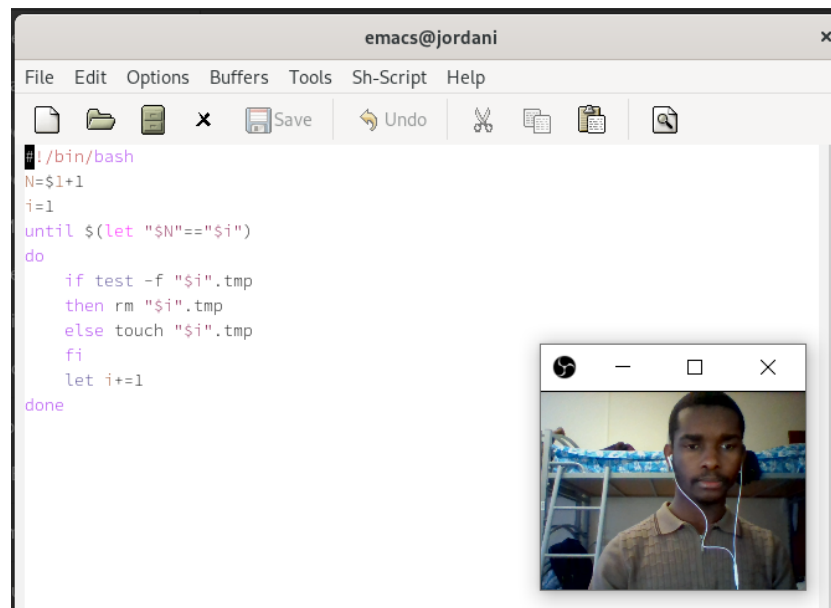 emacs@jordani
File Edit Options Buffers Tools Sh-Script Help
Save Undo
#!/bin/bash
N=$1+1
i=1
until $(let "$N"=="$i")
do
    if test -f "$i".tmp
    then rm "$i".tmp
    else touch "$i".tmp
    fi
    let i+=1
done